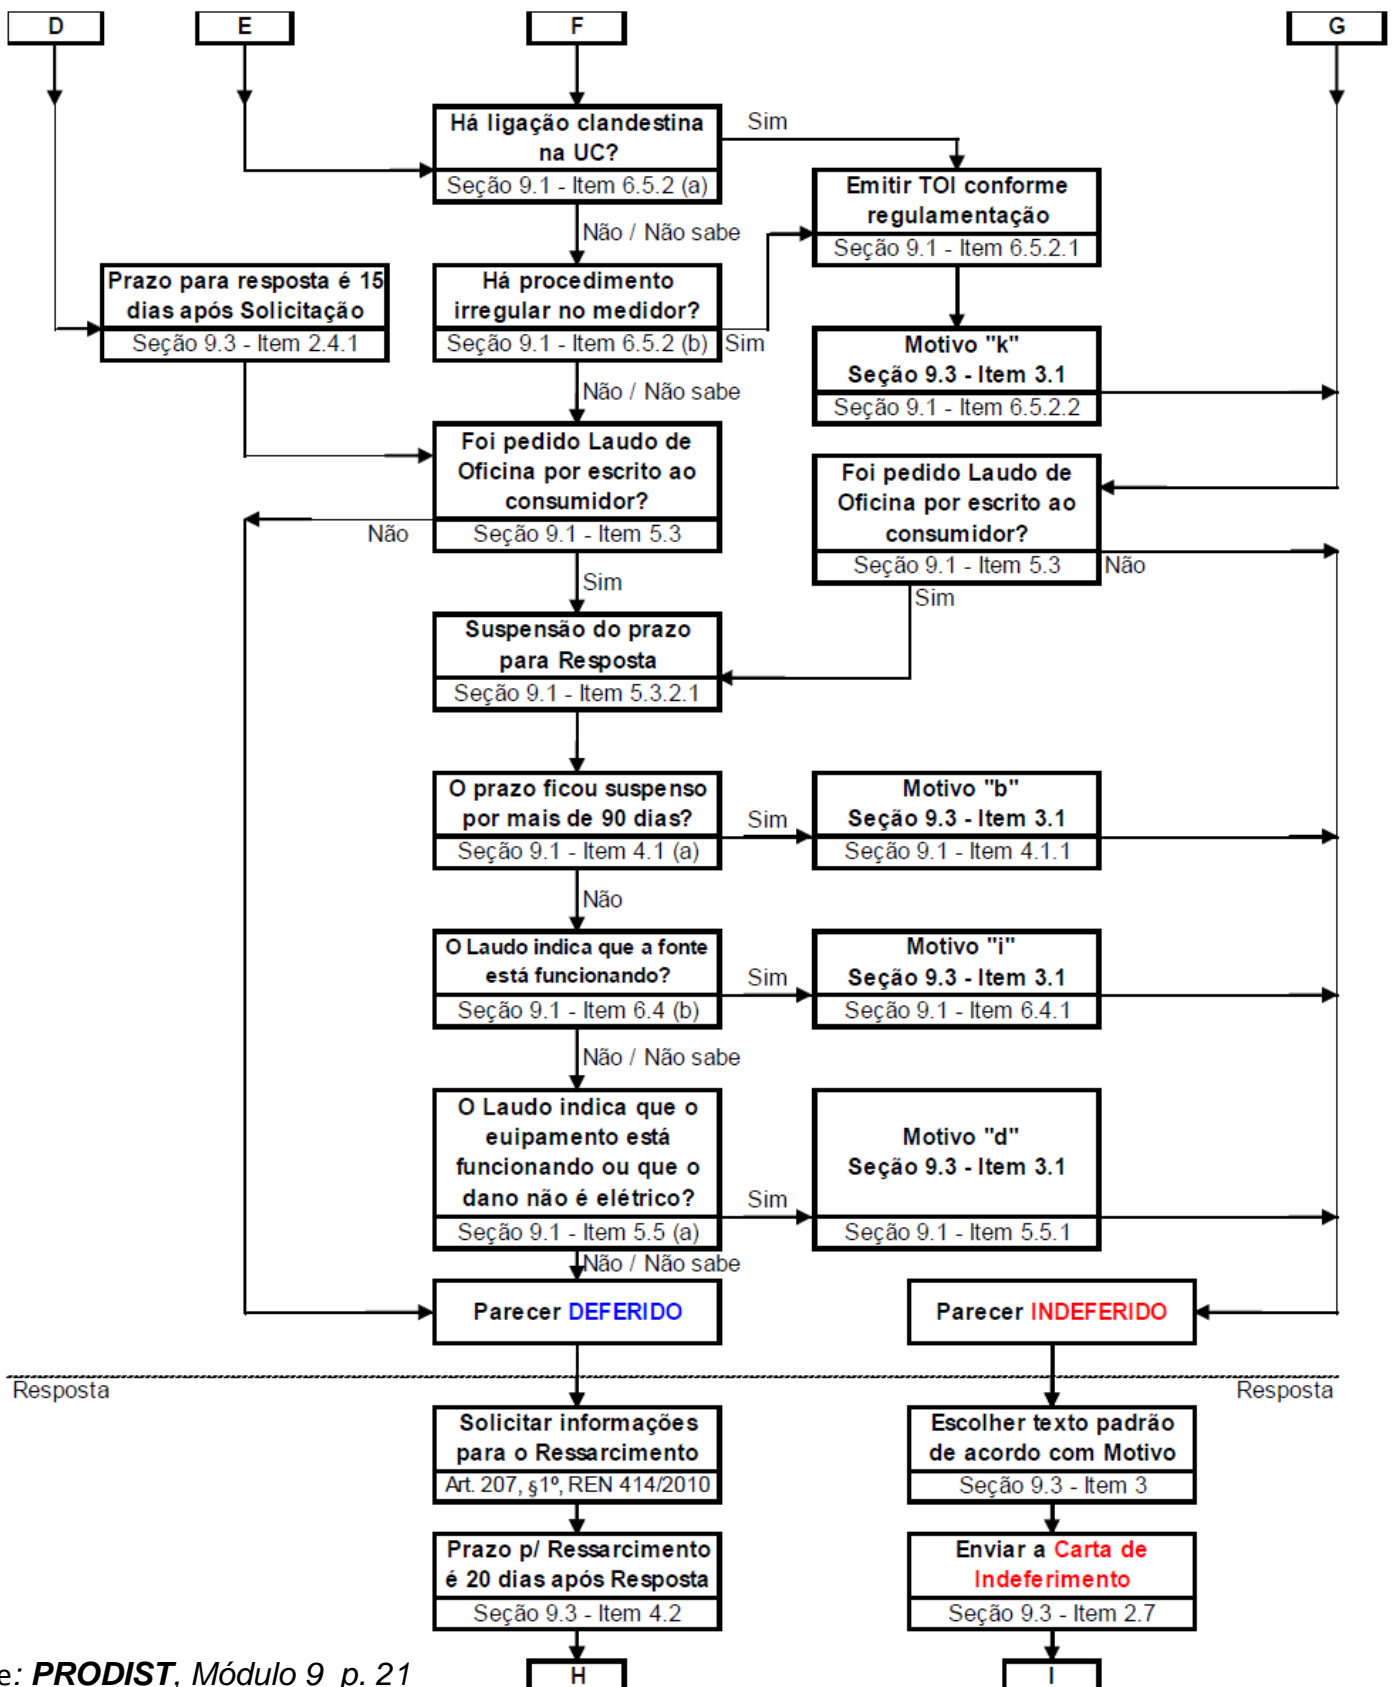 D
E
F
G
Há ligação clandestina
na UC?
Seção 9.1 - Item 6.5.2 (a)
Sim
Emitir TOI conforme
regulamentação
Seção 9.1 - Item 6.5.2.1
Não / Não sabe
Prazo para resposta é 15
dias após Solicitação
Seção 9.3 - Item 2.4.1
Há procedimento
irregular no medidor?
Seção 9.1 - Item 6.5.2 (b)
Sim
Motivo "k"
Seção 9.3 - Item 3.1
Seção 9.1 - Item 6.5.2.2
Não / Não sabe
Foi pedido Laudo de
Oficina por escrito ao
consumidor?
Seção 9.1 - Item 5.3
Não
Foi pedido Laudo de
Oficina por escrito ao
consumidor?
Seção 9.1 - Item 5.3
Não
Sim
Sim
Suspensão do prazo
para Resposta
Seção 9.1 - Item 5.3.2.1
O prazo ficou suspenso
por mais de 90 dias?
Seção 9.1 - Item 4.1 (a)
Sim
Motivo "b"
Seção 9.3 - Item 3.1
Seção 9.1 - Item 4.1.1
Não
O Laudo indica que a fonte
está funcionando?
Seção 9.1 - Item 6.4 (b)
Sim
Motivo "i"
Seção 9.3 - Item 3.1
Seção 9.1 - Item 6.4.1
Não / Não sabe
O Laudo indica que o
euipamento está
funcionando ou que o
dano não é elétrico?
Seção 9.1 - Item 5.5 (a)
Sim
Motivo "d"
Seção 9.3 - Item 3.1
Seção 9.1 - Item 5.5.1
Não / Não sabe
Parecer DEFERIDO
Parecer INDEFERIDO
Resposta
Resposta
Solicitar informações
para o Ressarcimento
Art. 207, §1º, REN 414/2010
Escolher texto padrão
de acordo com Motivo
Seção 9.3 - Item 3
Prazo p/ Ressarcimento
é 20 dias após Resposta
Seção 9.3 - Item 4.2
Enviar a Carta de
Indeferimento
Seção 9.3 - Item 2.7
H
I
e: PRODIST, Módulo 9 p. 21